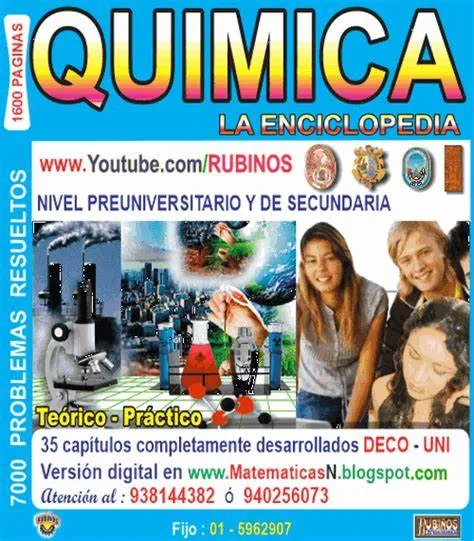 QUIMICA
LA ENCICLOPEDIA
1600 PAGINAS
7000 PROBLEMAS RESUELTOS
www.Youtube.com/RUBINOS
NIVEL PREUNIVERSITARIO Y DE SECUNDARIA
Teórico - Práctico
35 capítulos completamente desarrollados DECO - UNI
Versión digital en www.MatematicasN.blogspot.com
Atención al : 938144382 ó 940256073
Fijo : 01 - 5962907
RUBIÑOS
RUBIÑOS